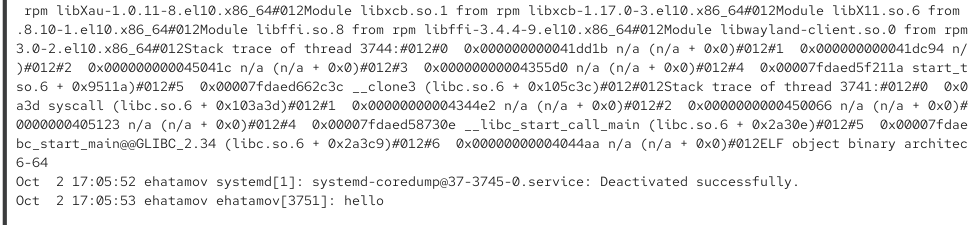 rpm libXau-1.0.11-8.el10.x86_64#012Module libxcb.so.1 from rpm libxcb-1.17.0-3.el10.x86_64#012Module libX11.so.6 from
.8.10-1.el10.x86_64#012Module libffi.so.8 from rpm libffi-3.4.4-9.el10.x86_64#012Module libwayland-client.so.0 from rpm
3.0-2.el10.x86_64#012Stack trace of thread 3744:#012#0  0x000000000041dd1b n/a (n/a + 0x0)#012#1  0x000000000041dc94 n/
)#012#2  0x000000000045041c n/a (n/a + 0x0)#012#3  0x00000000004355d0 n/a (n/a + 0x0)#012#4  0x00007fdaed5f211a start_t
so.6 + 0x9511a)#012#5  0x00007fdaed662c3c __clone3 (libc.so.6 + 0x105c3c)#012#012Stack trace of thread 3741:#012#0  0x0
a3d syscall (libc.so.6 + 0x103a3d)#012#1  0x00000000004344e2 n/a (n/a + 0x0)#012#2  0x0000000000450066 n/a (n/a + 0x0)#
0000000405123 n/a (n/a + 0x0)#012#4  0x00007fdaed58730e __libc_start_call_main (libc.so.6 + 0x2a30e)#012#5  0x00007fdae
bc_start_main@@GLIBC_2.34 (libc.so.6 + 0x2a3c9)#012#6  0x00000000004044aa n/a (n/a + 0x0)#012ELF object binary architec
6-64
Oct  2 17:05:52 ehatamov systemd[1]: systemd-coredump@37-3745-0.service: Deactivated successfully.
Oct  2 17:05:53 ehatamov ehatamov[3751]: hello